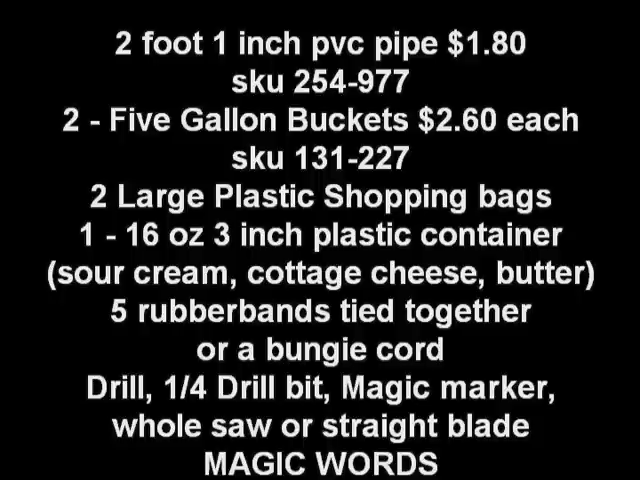 2 foot 1 inch pvc pipe $1.80
sku 254-977
2 - Five Gallon Buckets $2.60 each
sku 131-227
2 Large Plastic Shopping bags
1 - 16 oz 3 inch plastic container
(sour cream, cottage cheese, butter)
5 rubberbands tied together
or a bungie cord
Drill, 1/4 Drill bit, Magic marker,
whole saw or straight blade
MAGIC WORDS